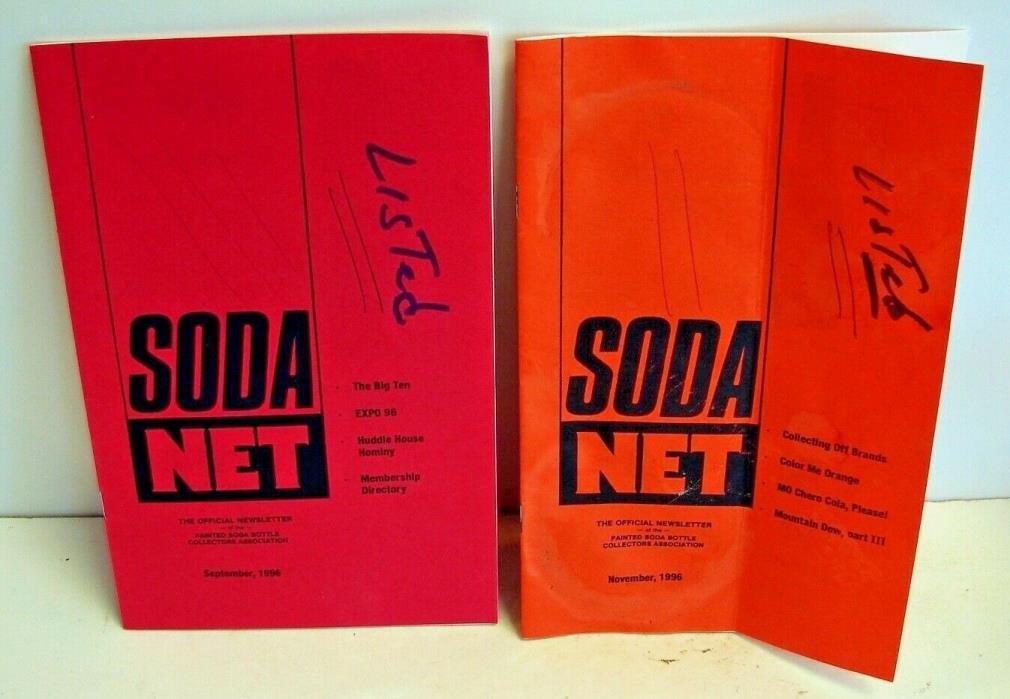 LISTed
SODA
NET
- The Big Ten
- EXPO 96
- Huddle House
Hominy
- Membership
Directory
THE OFFICIAL NEWSLETTER
— of the —
PAINTED SODA BOTTLE
COLLECTORS ASSOCIATION
September, 1996
LISTed
SODA
NET
- Collecting Off Brands
- Color Me Orange
- MO Chero Cola, Please!
- Mountain Dow, part III
THE OFFICIAL NEWSLETTER
— of the —
PAINTED SODA BOTTLE
COLLECTORS ASSOCIATION
November, 1996